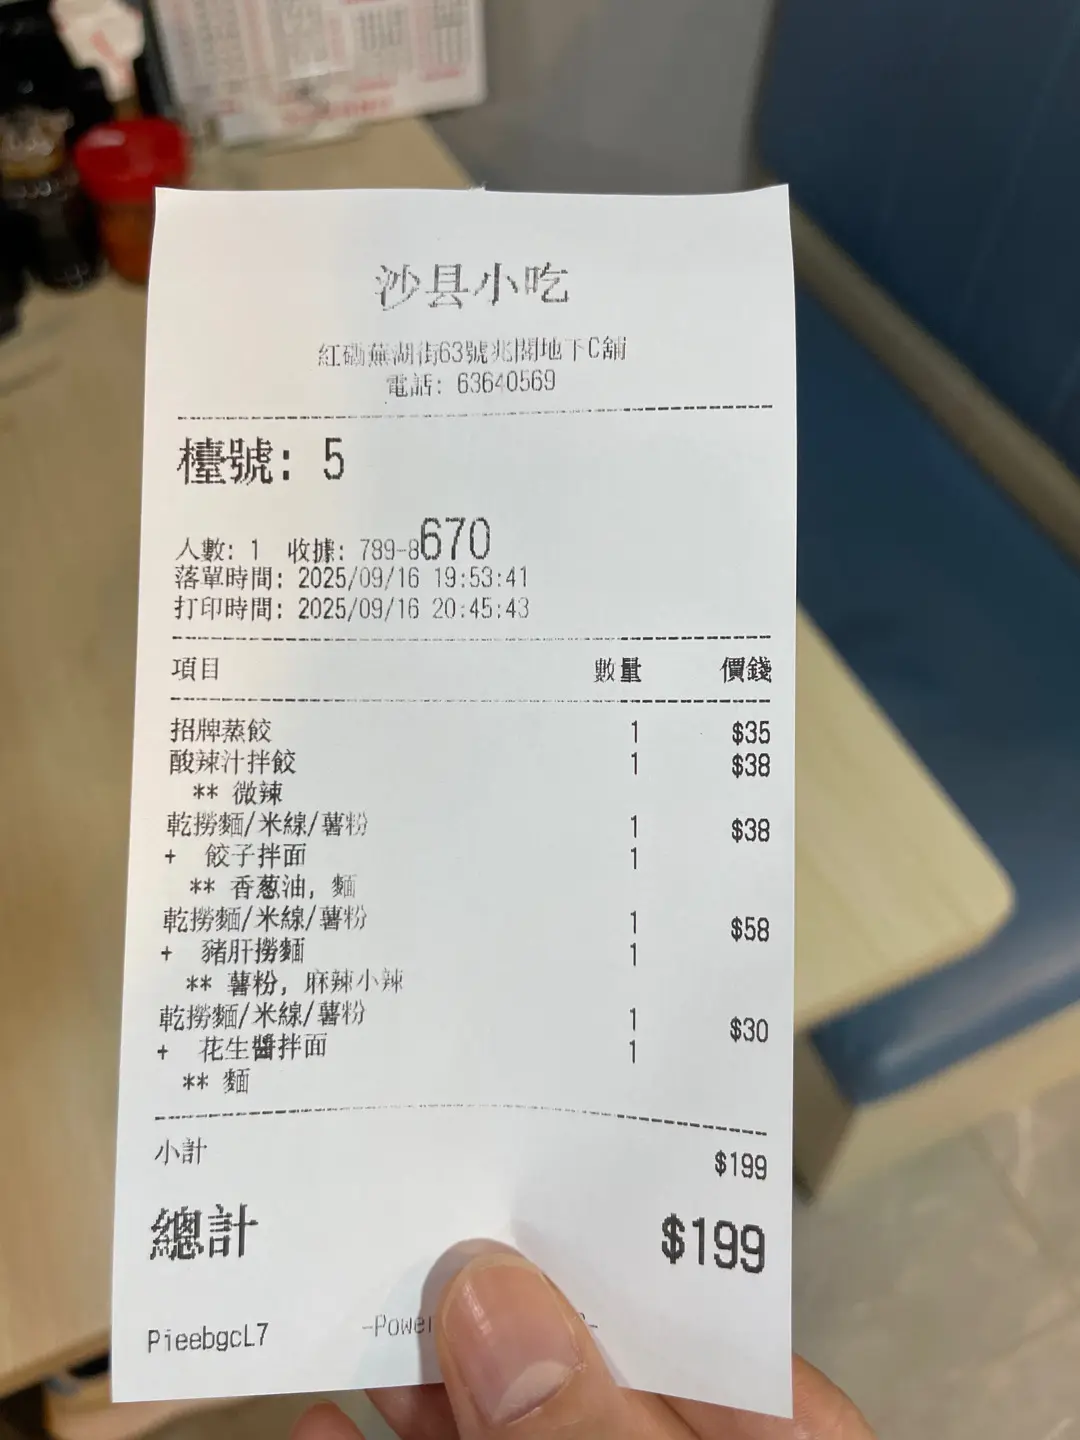 沙县小吃
紅磡蕪湖街63號兆閣地下C舖
電話: 63640569
檯號: 5
人數: 1 收據: 789-8670
落單時間: 2025/09/16 19:53:41
打印時間: 2025/09/16 20:45:43
項目 數量 價錢
招牌蒸餃 1 $35
酸辣汁拌餃 1 $38
** 微辣
乾撈麵/米線/薯粉 1 $38
+ 餃子拌面 1
** 香葱油, 麵
乾撈麵/米線/薯粉 1 $58
+ 豬肝撈麵 1
** 薯粉, 麻辣小辣
乾撈麵/米線/薯粉 1 $30
+ 花生醬拌面 1
** 麵
小計 $199
總計 $199
PieebgcL7 -Power